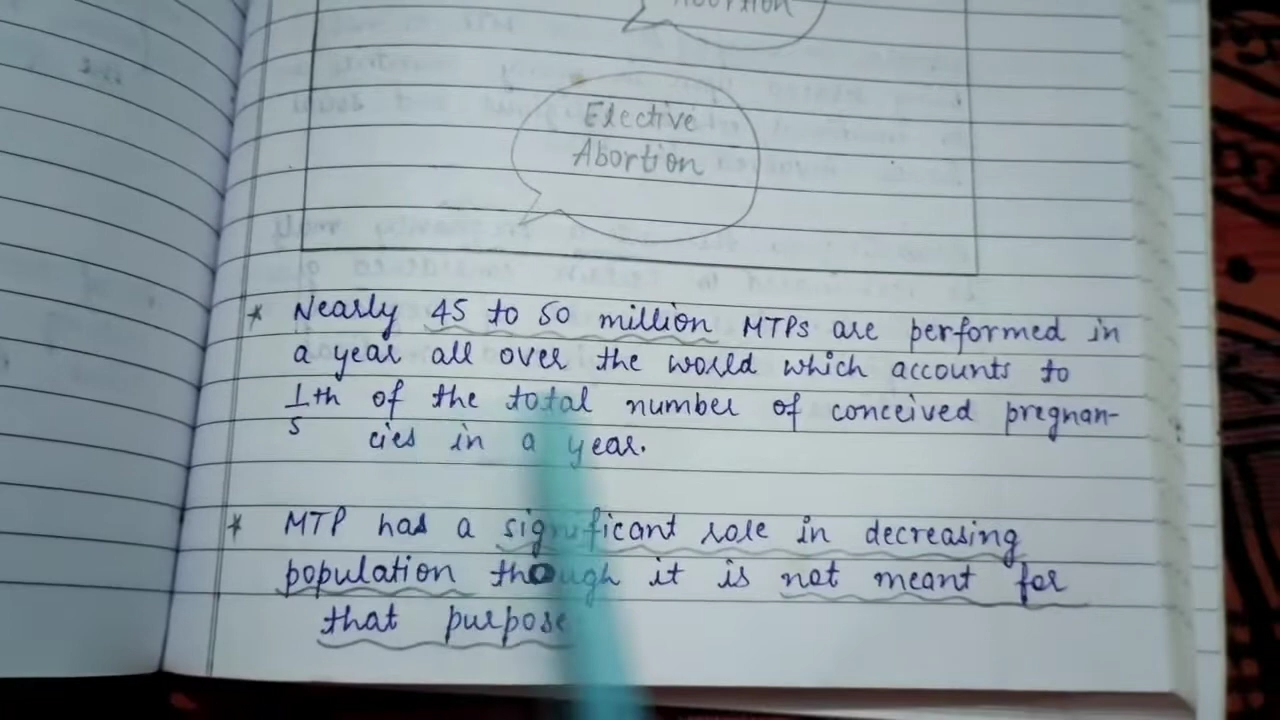 Abortion
Elective
Abortion
* Nearly 45 to 50 million MTPs are performed in
a year all over the world which accounts to
1/5th of the total number of conceived pregnan-
cies in a year.
* MTP has a significant role in decreasing
population though it is not meant for
that purpose